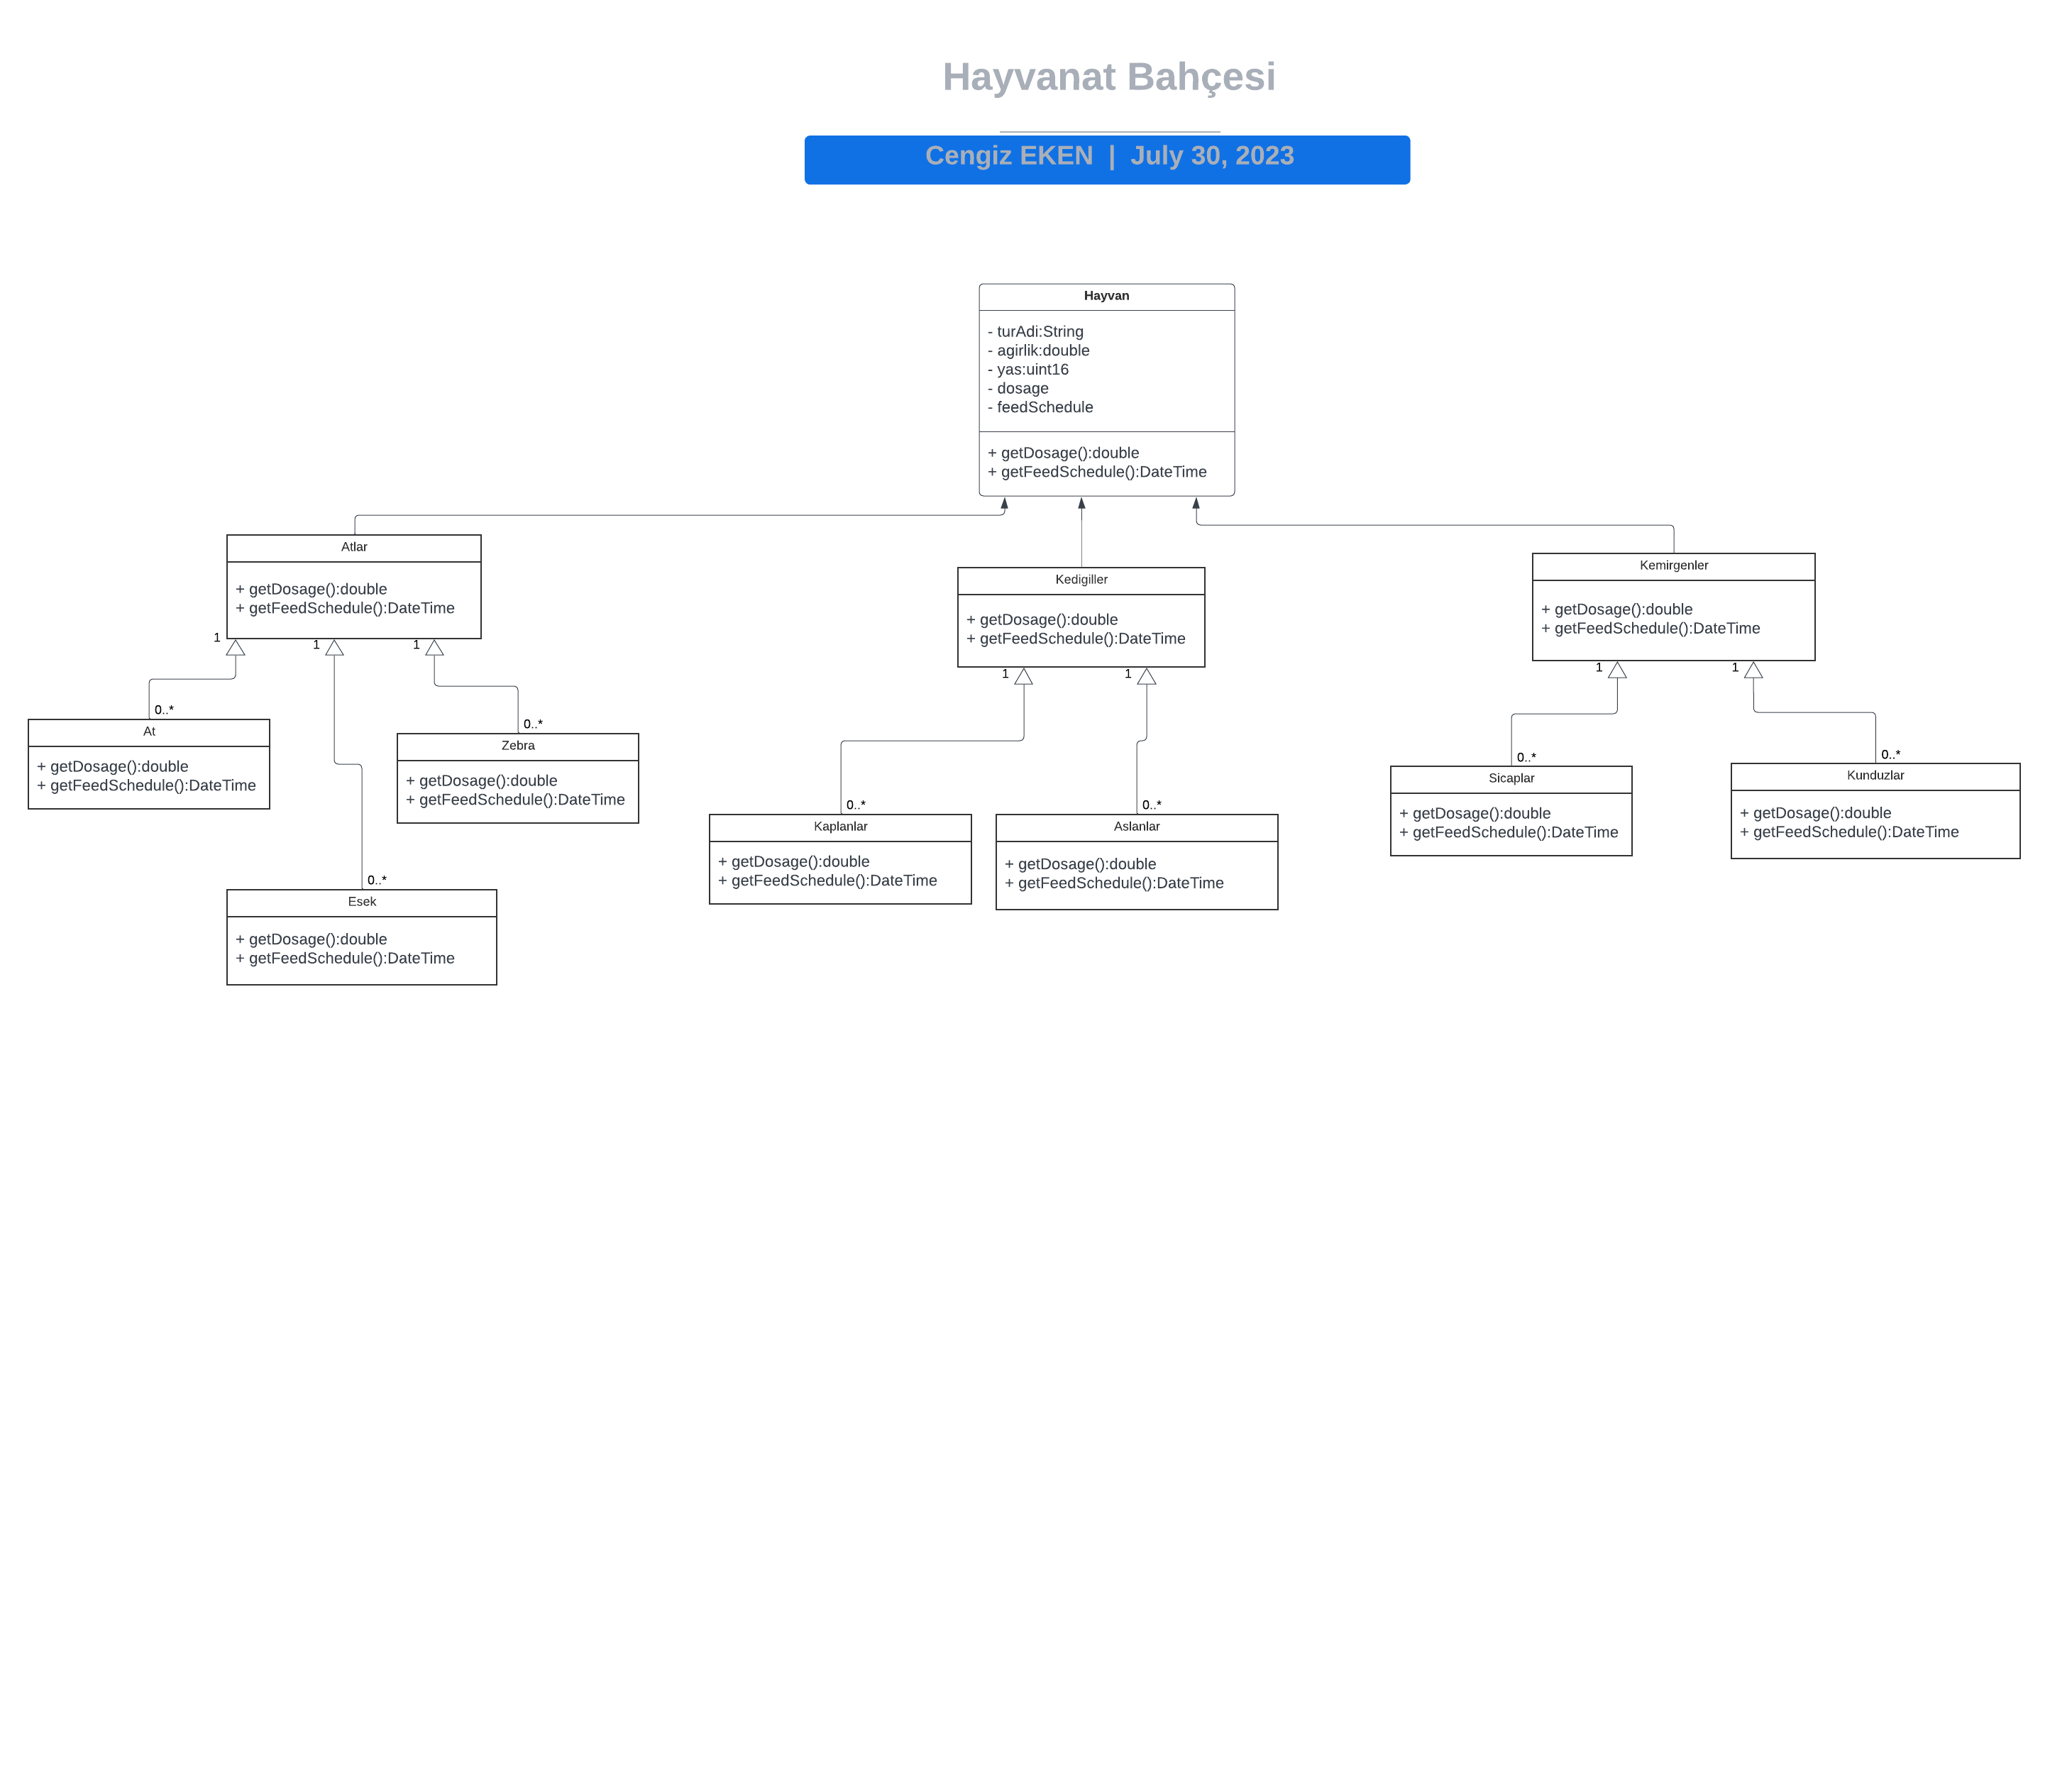 Hayvanat Bahçesi
Cengiz EKEN | July 30, 2023
Hayvan
- turAdi:String
- agirlik:double
- yas:uint16
- dosage
- feedSchedule
+ getDosage():double
+ getFeedSchedule():DateTime
Atlar
+ getDosage():double
+ getFeedSchedule():DateTime
1
1
1
Kedigiller
+ getDosage():double
+ getFeedSchedule():DateTime
1
1
Kemirgenler
+ getDosage():double
+ getFeedSchedule():DateTime
1
1
0..*
At
+ getDosage():double
+ getFeedSchedule():DateTime
0..*
Zebra
+ getDosage():double
+ getFeedSchedule():DateTime
0..*
Esek
+ getDosage():double
+ getFeedSchedule():DateTime
0..*
Kaplanlar
+ getDosage():double
+ getFeedSchedule():DateTime
0..*
Aslanlar
+ getDosage():double
+ getFeedSchedule():DateTime
0..*
Sicaplar
+ getDosage():double
+ getFeedSchedule():DateTime
0..*
Kunduzlar
+ getDosage():double
+ getFeedSchedule():DateTime